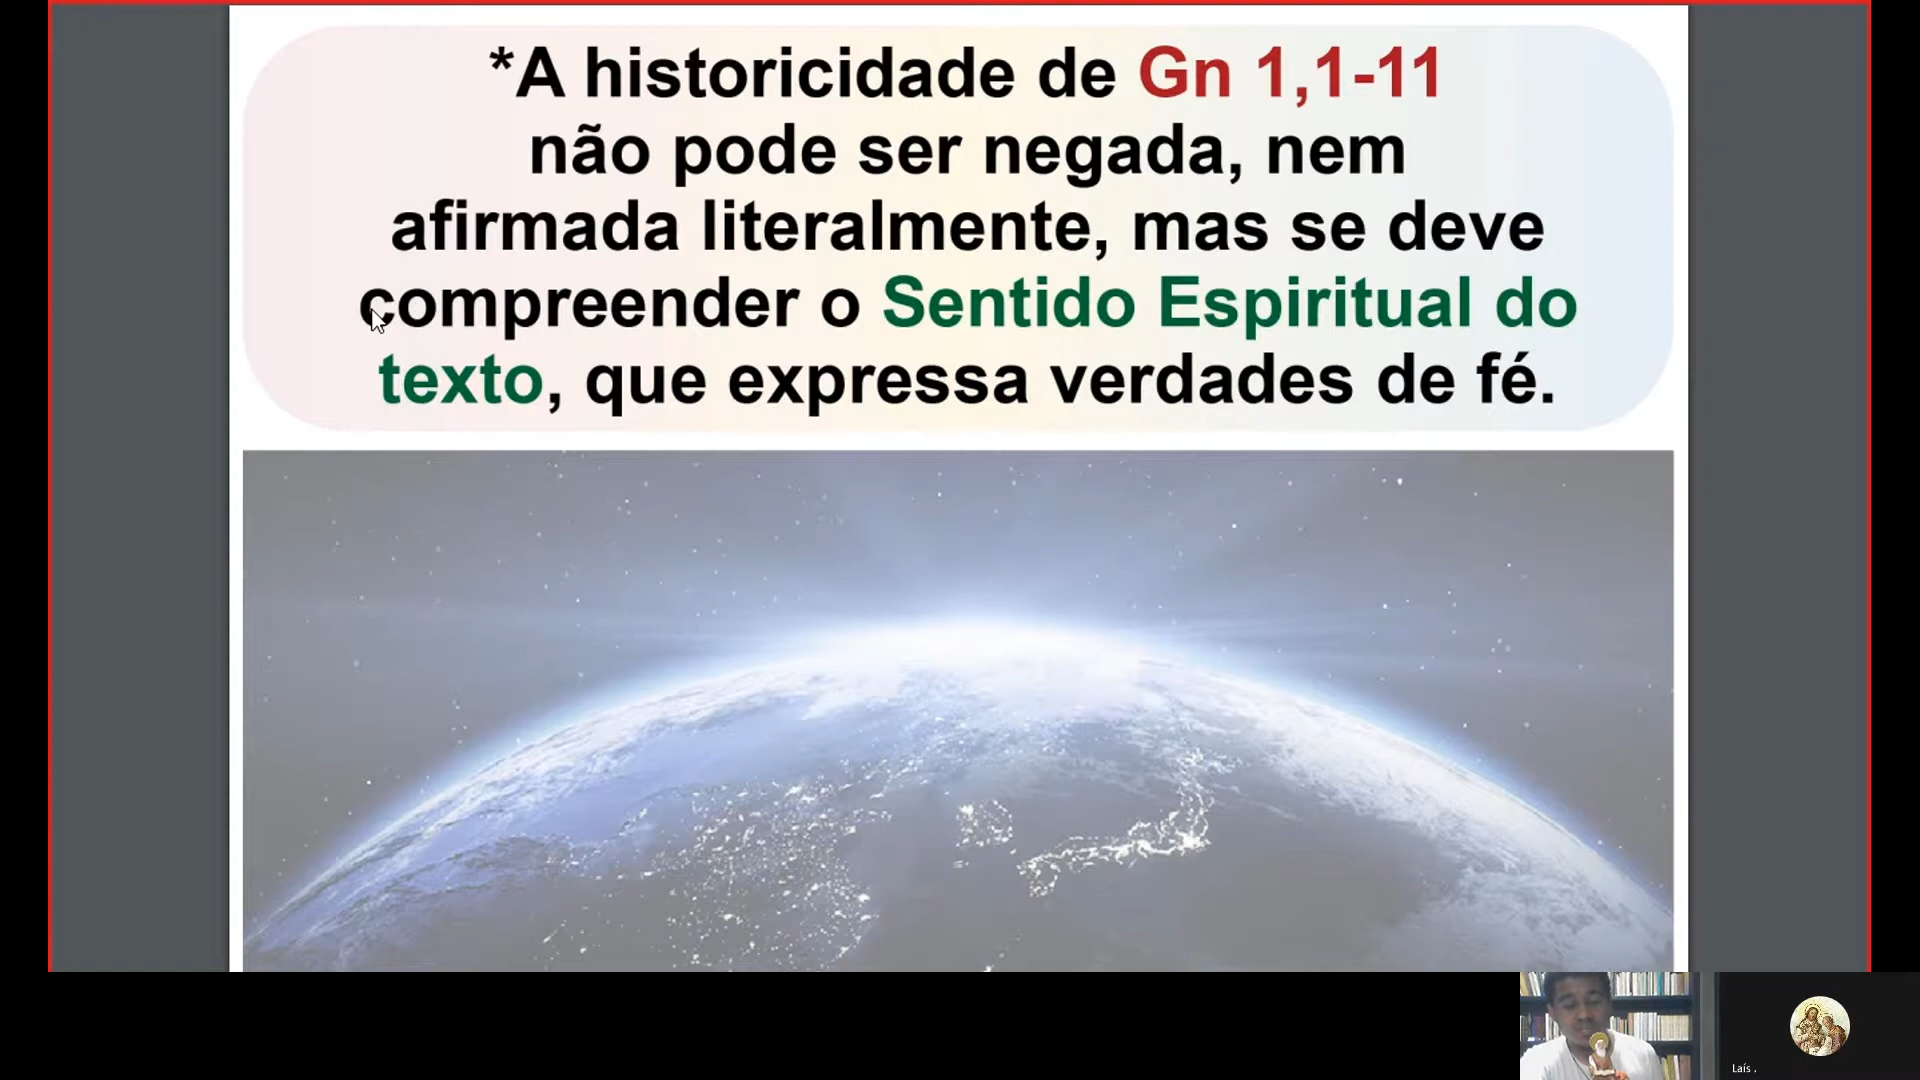 *A historicidade de Gn 1,1-11
não pode ser negada, nem
afirmada literalmente, mas se deve
compreender o Sentido Espiritual do
texto, que expressa verdades de fé.
Laís .